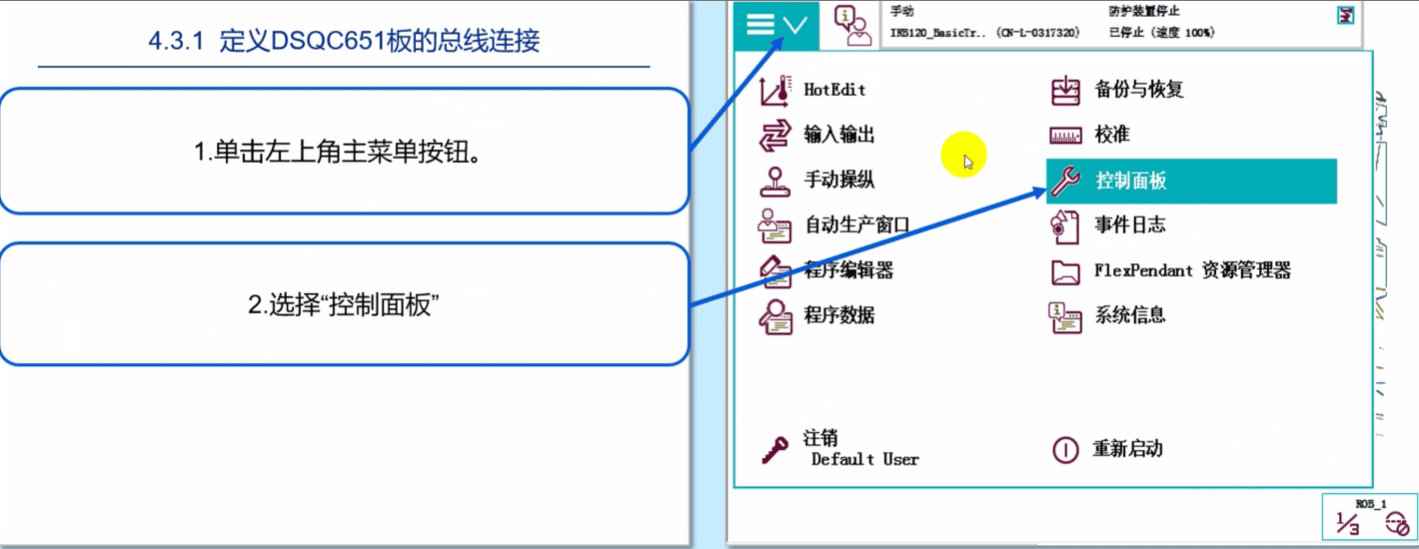 4.3.1 定义DSQC651板的总线连接
1.单击左上角主菜单按钮。
2.选择“控制面板”
手动
IRB120_BasicTr.. (CN-L-0317320)
防护装置停止
已停止 (速度 100%)
HotEdit
输入输出
手动操纵
自动生产窗口
程序编辑器
程序数据
备份与恢复
校准
控制面板
事件日志
FlexPendant 资源管理器
系统信息
注销
Default User
重新启动
ROB_1
1/3